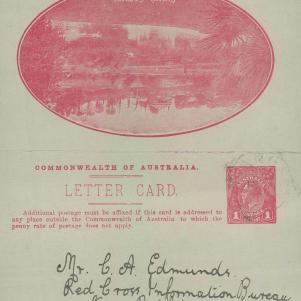 COMMONWEALTH OF AUSTRALIA.
LETTER CARD.
Additional postage must be affixed if this card is addressed to
any place outside the Commonwealth of Australia to which the
penny rate of postage does not apply.
1 1
Mr. C. A. Edmunds.
Red Cross Information Bureau